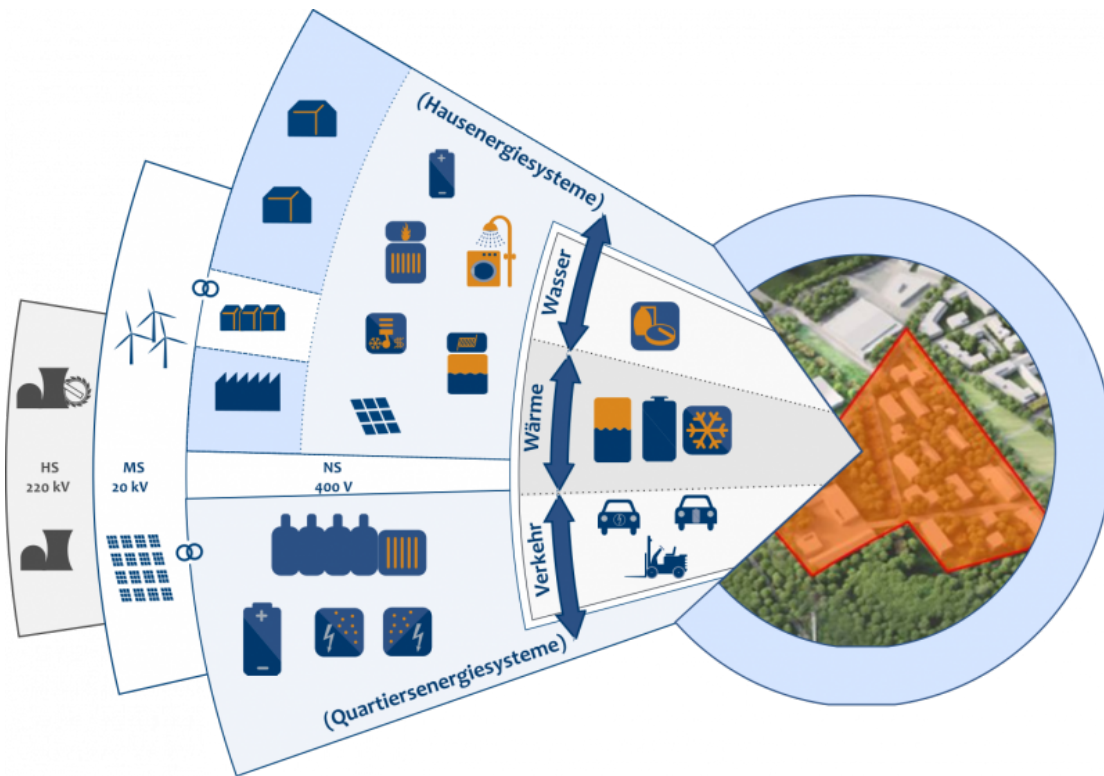 (Hausenergiesysteme)
Wasser
Wärme
Verkehr
HS
220 kV
MS
20 kV
NS
400 V
(Quartiersenergiesysteme)